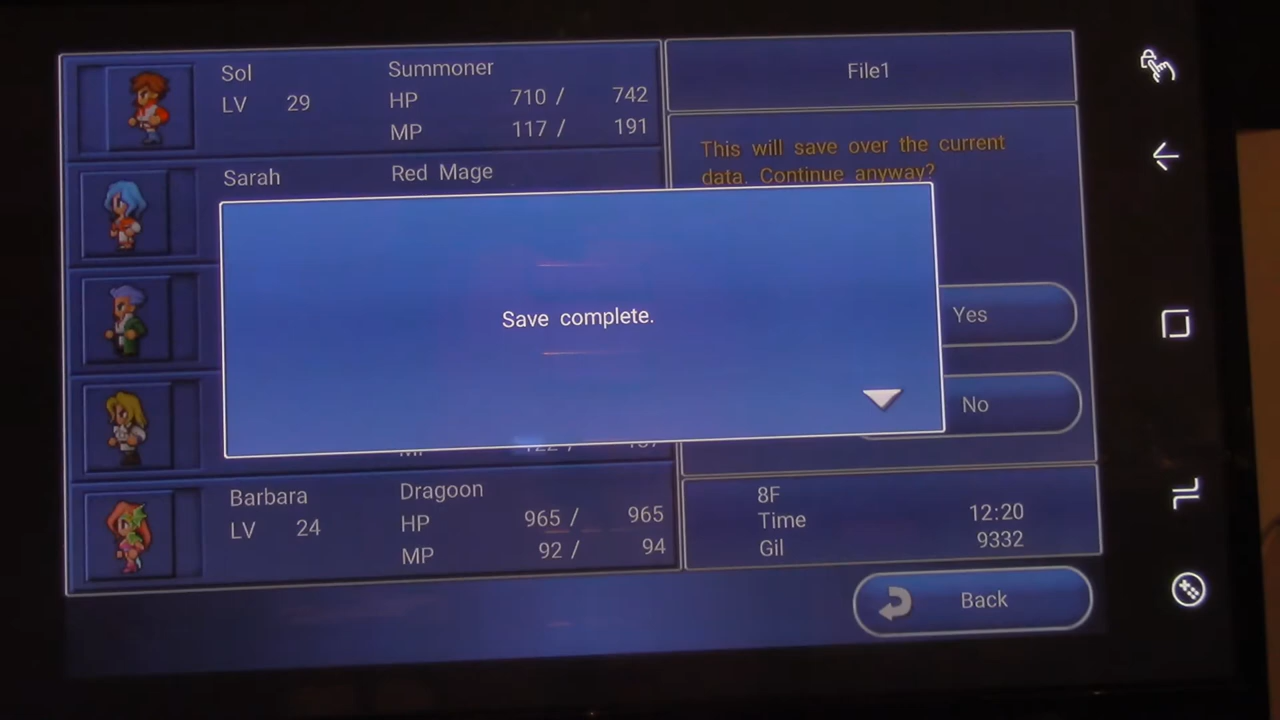 Sol Summoner
LV 29 HP 710 / 742
MP 117 / 191
Sarah Red Mage
File1
This will save over the current
data. Continue anyway?
Save complete.
Yes
No
Barbara Dragoon
LV 24 HP 965 / 965
MP 92 / 94
8F
Time 12:20
Gil 9332
Back